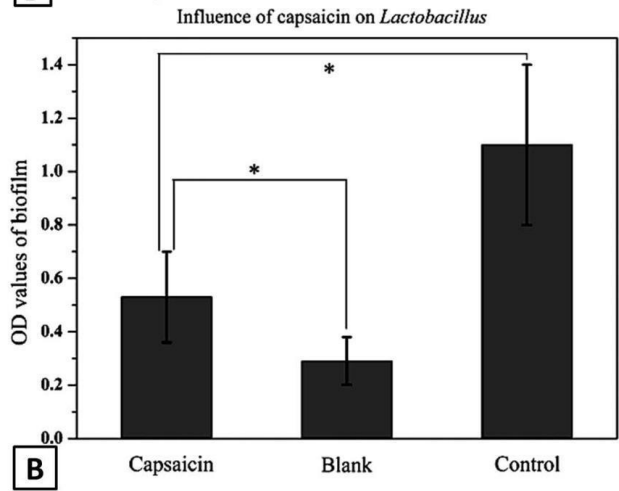 Influence of capsaicin on Lactobacillus
*
*
1.4
1.2
1.0
0.8
0.6
0.4
0.2
0.0
OD values of biofilm
Capsaicin Blank Control
B